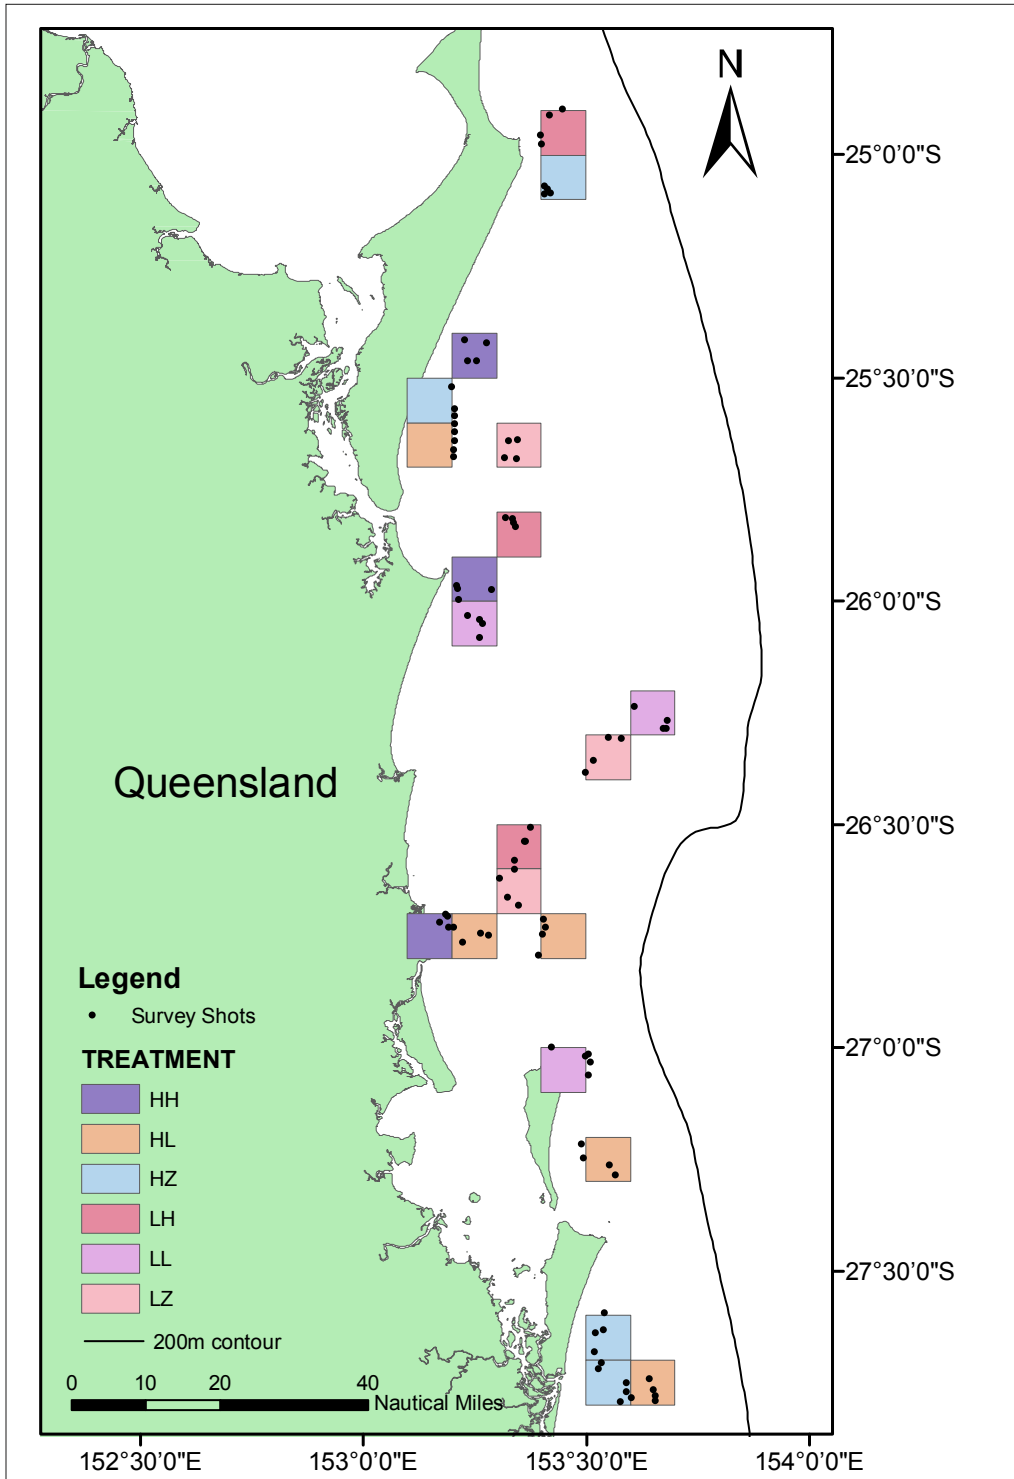 N
25°0'0"S
25°30'0"S
26°0'0"S
Queensland
26°30'0"S
Legend
Survey Shots
27°0'0"S
TREATMENT
HH
HL
HZ
LH
LL
27°30'0"S
LZ
200m contour
0 10 20 40
Nautical Miles
152°30'0"E 153°0'0"E 153°30'0"E 154°0'0"E